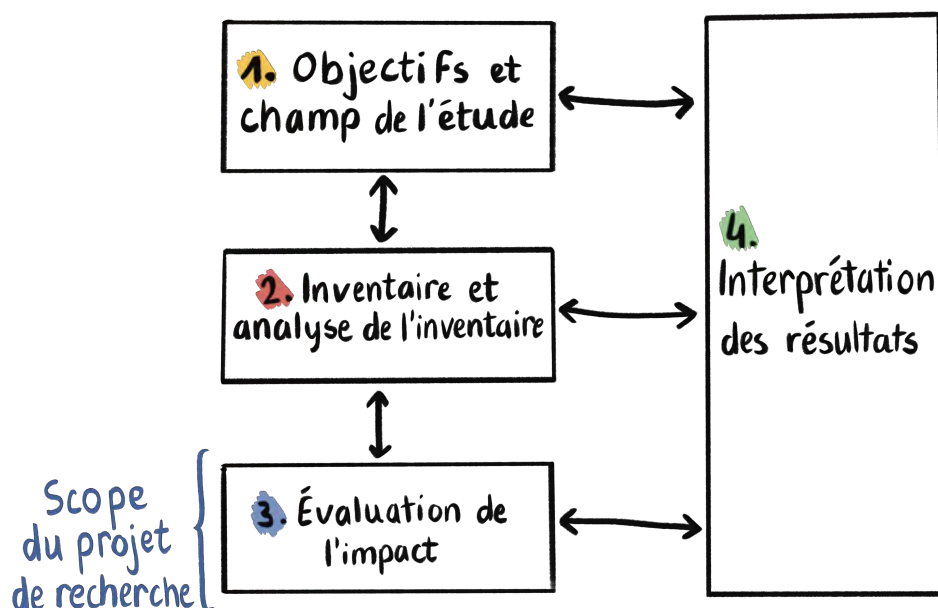 1. Objectifs et
champ de l'étude
2. Inventaire et
analyse de l'inventaire
3. Évaluation de
l'impact
4.
Interprétation
des résultats
Scope
du projet
de recherche